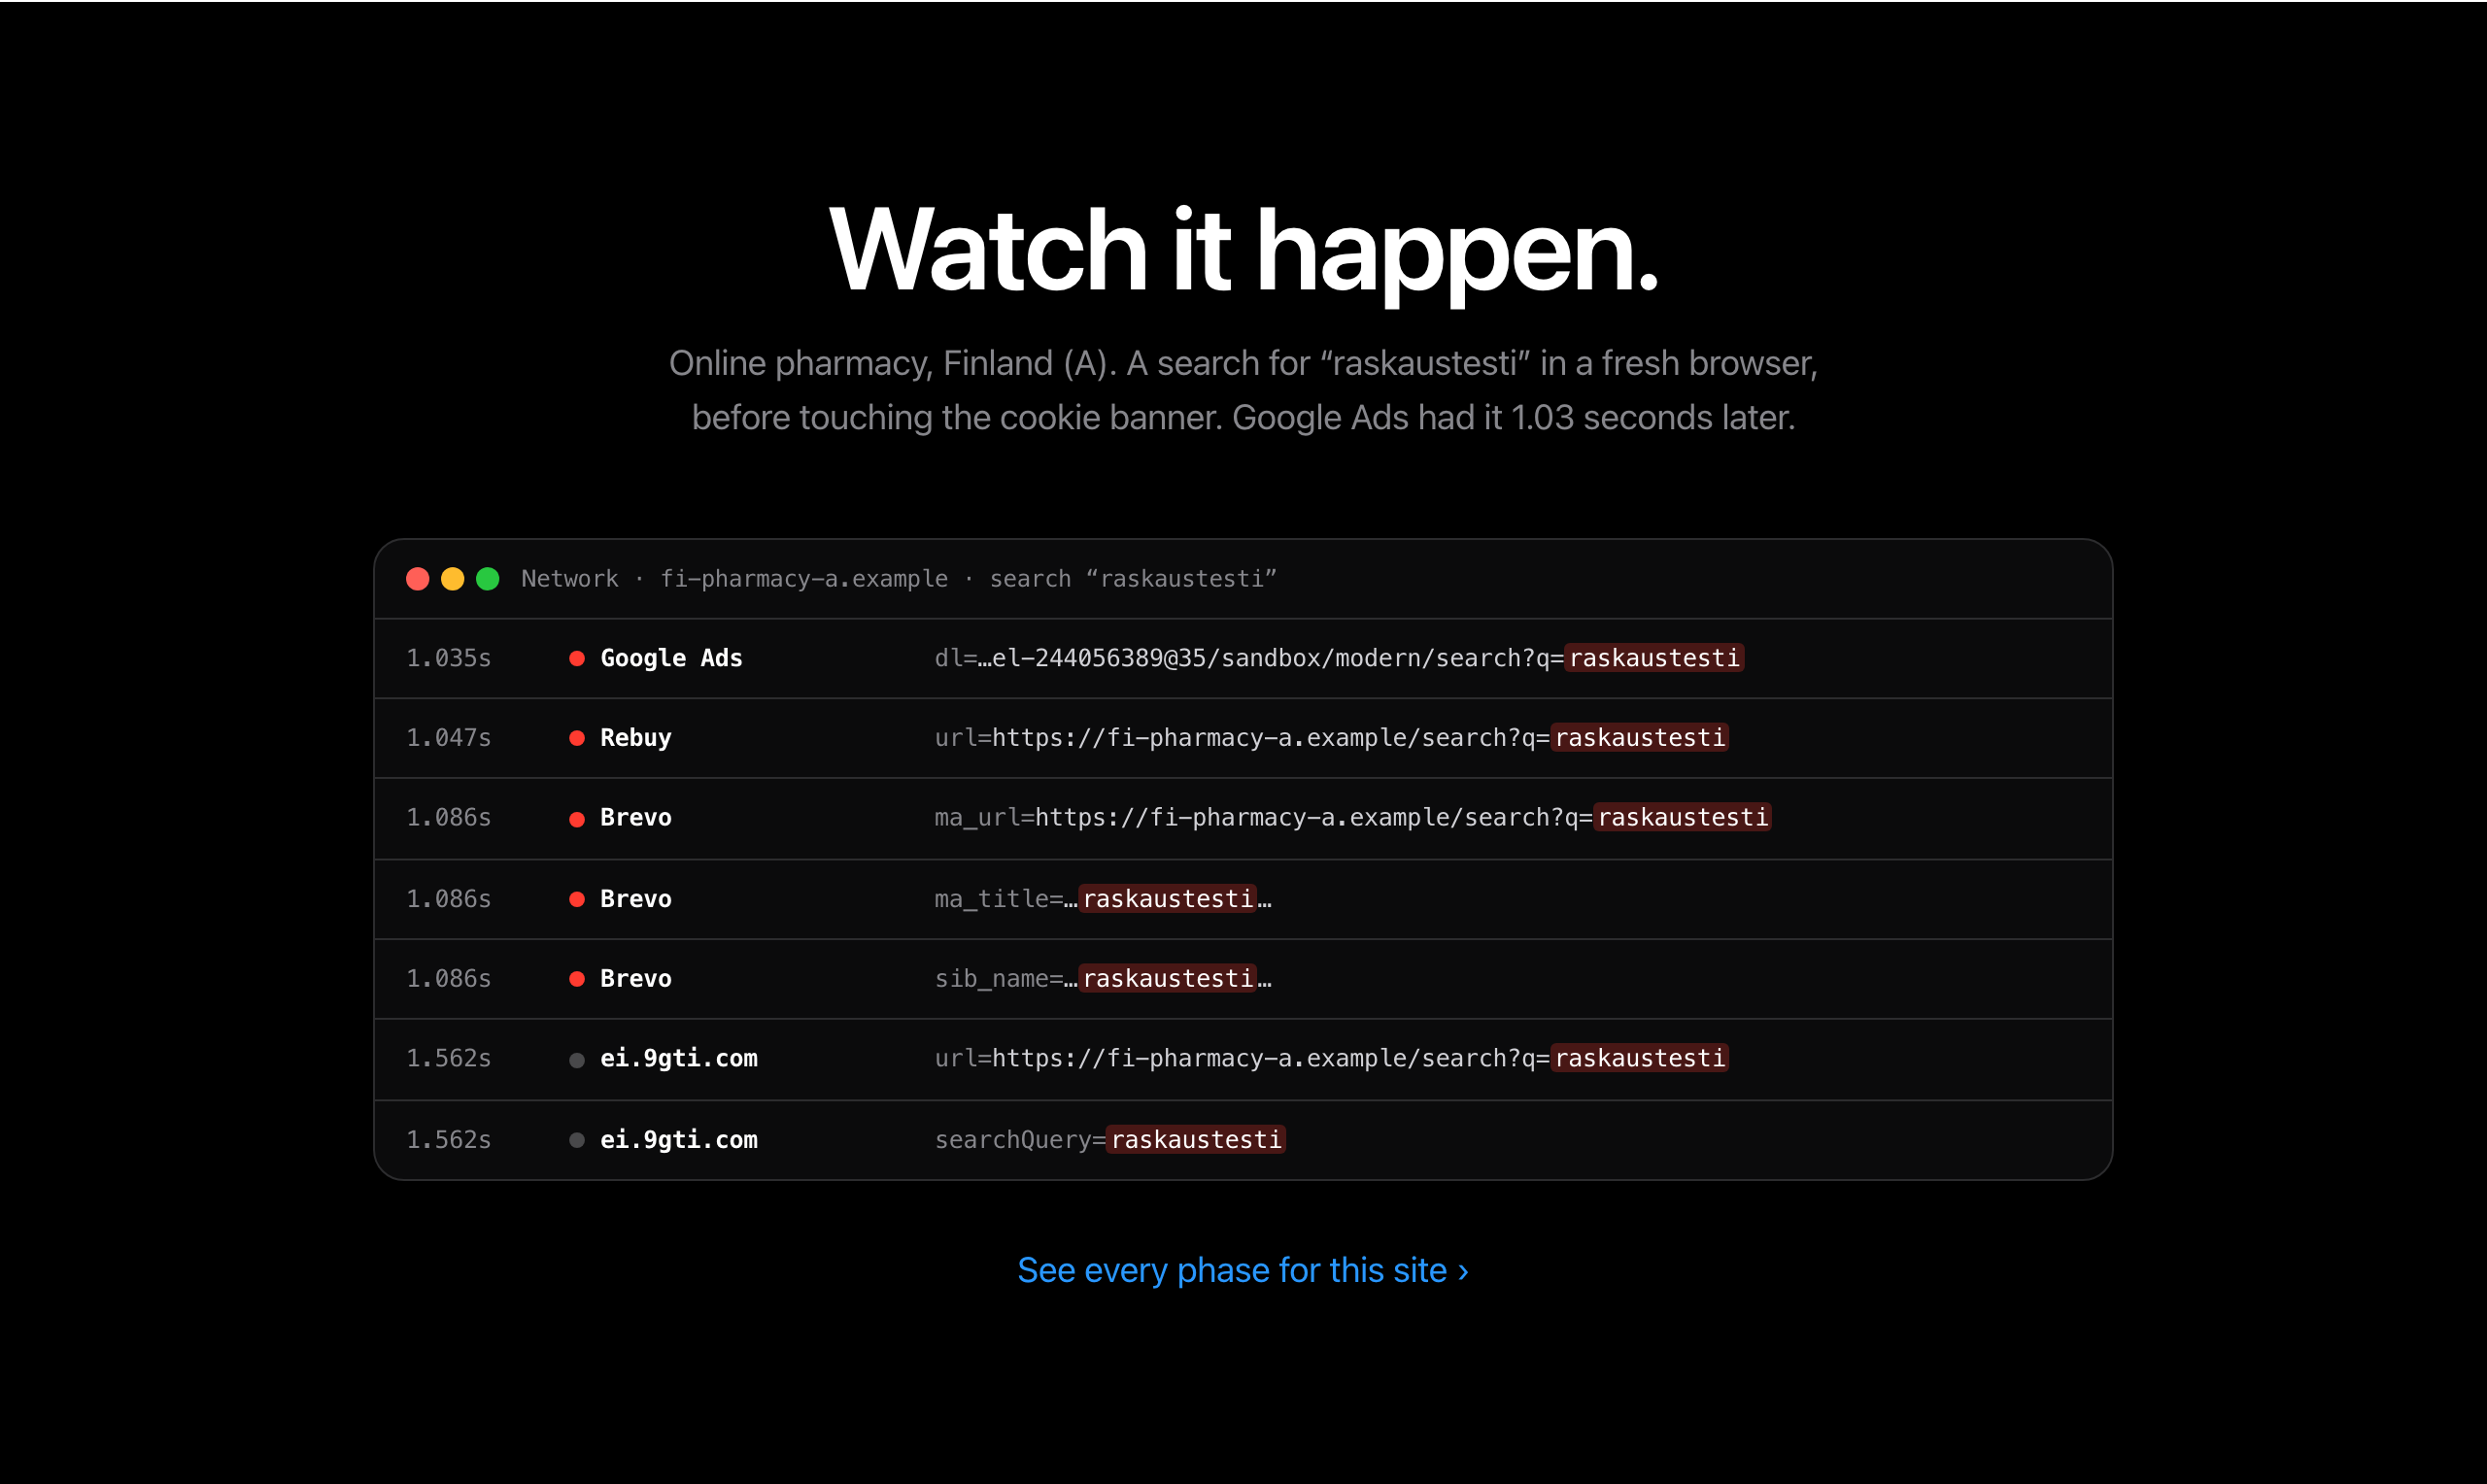 Watch it happen.
Online pharmacy, Finland (A). A search for “raskaustesti” in a fresh browser,
before touching the cookie banner. Google Ads had it 1.03 seconds later.
Network · fi-pharmacy-a.example · search “raskaustesti”
1.035s Google Ads dl=…el-244056389@35/sandbox/modern/search?q=raskaustesti
1.047s Rebuy url=https://fi-pharmacy-a.example/search?q=raskaustesti
1.086s Brevo ma_url=https://fi-pharmacy-a.example/search?q=raskaustesti
1.086s Brevo ma_title=…raskaustesti…
1.086s Brevo sib_name=…raskaustesti…
1.562s ei.9gti.com url=https://fi-pharmacy-a.example/search?q=raskaustesti
1.562s ei.9gti.com searchQuery=raskaustesti
See every phase for this site ›